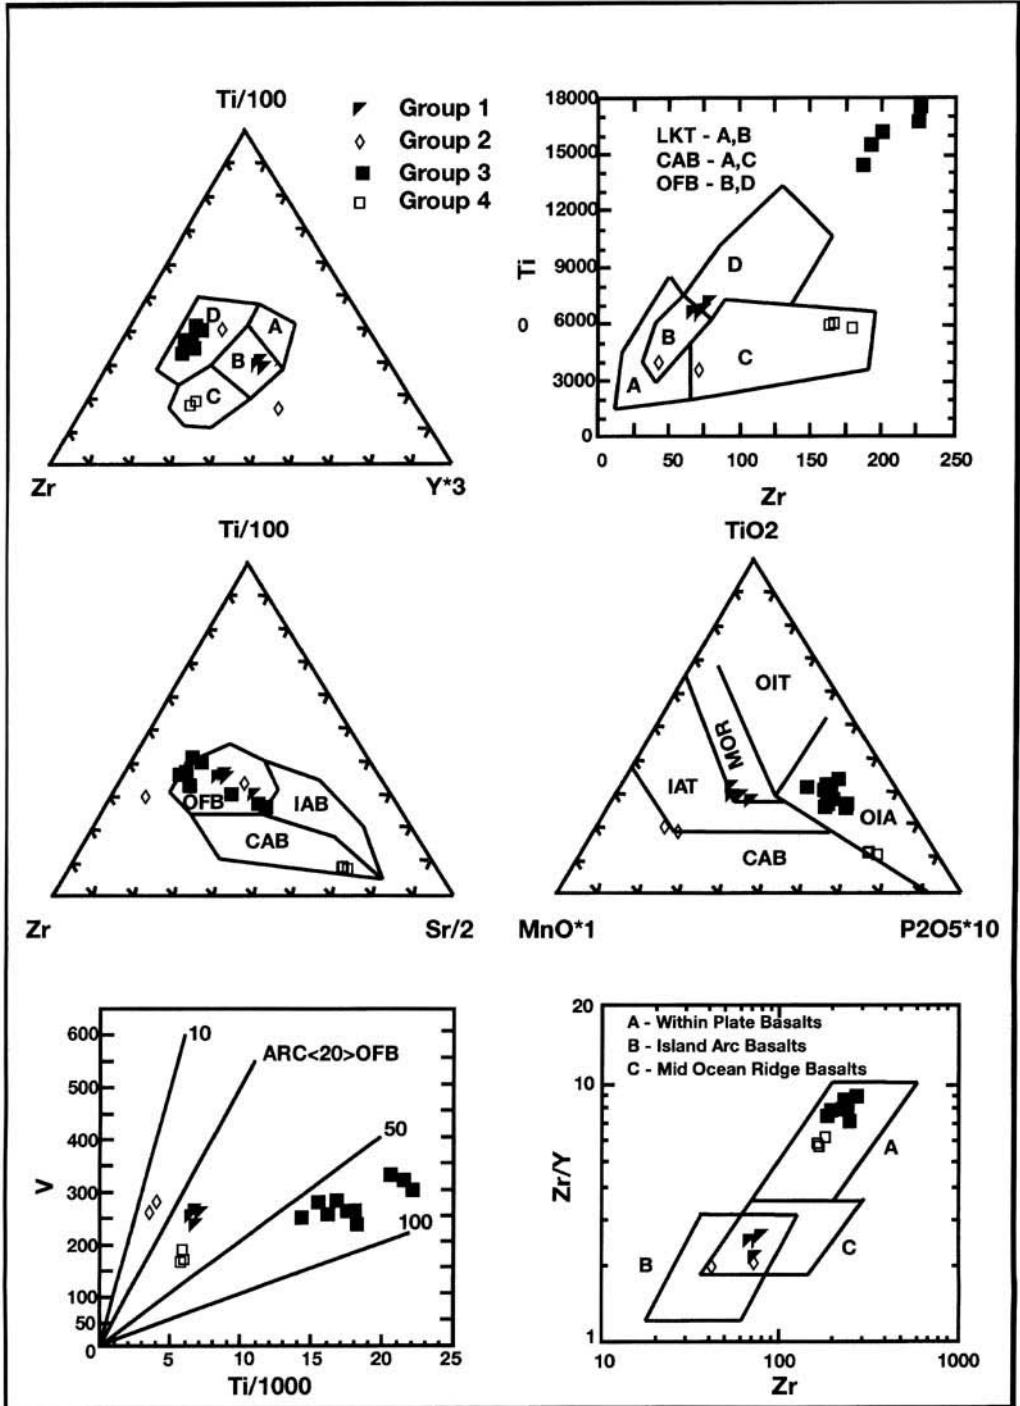 Ti/100
Group 1
Group 2
Group 3
Group 4
D
A
B
C
Zr
Y*3
18000
15000
12000
9000
6000
3000
0
Ti
0
LKT - A,B
CAB - A,C
OFB - B,D
D
B
C
A
0
50
100
150
200
250
Zr
Ti/100
OFB
IAB
CAB
Zr
Sr/2
TiO2
OIT
MOR
IAT
OIA
CAB
MnO*1
P2O5*10
600
500
400
300
200
100
50
0
V
10
ARC<20>OFB
50
100
5
10
15
20
25
Ti/1000
20
10
1
Zr/Y
A - Within Plate Basalts
B - Island Arc Basalts
C - Mid Ocean Ridge Basalts
A
B
C
10
100
1000
Zr